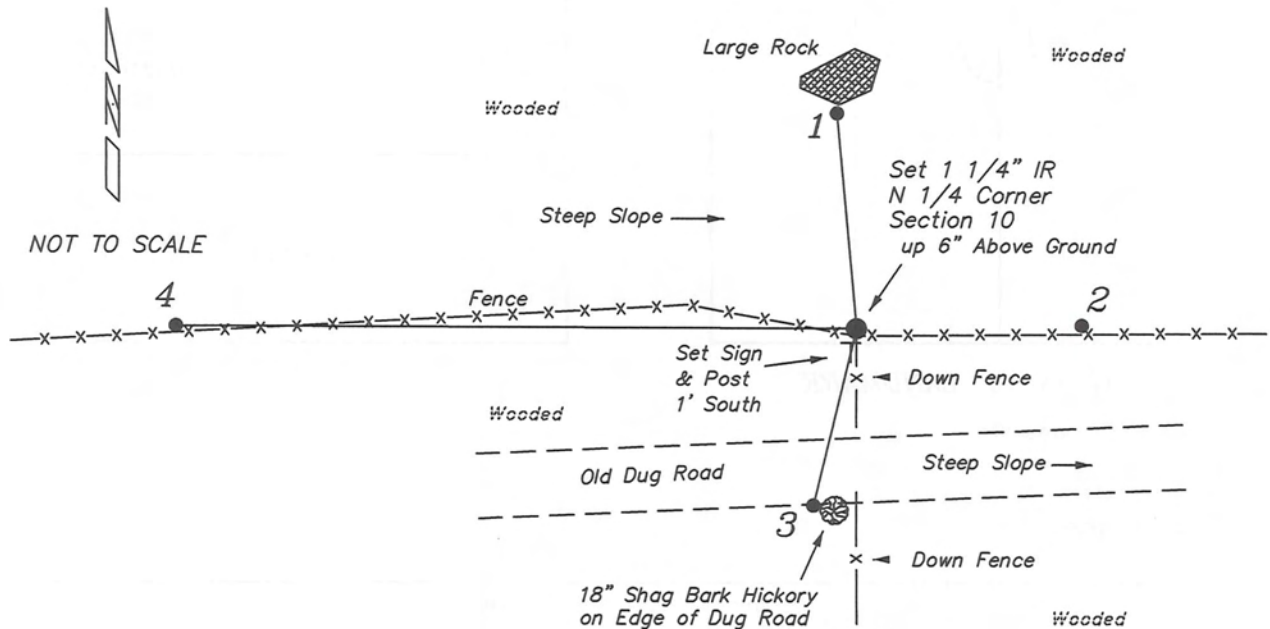 Large Rock
Wooded
Wooded
N
1
Set 1 1/4" IR
N 1/4 Corner
Section 10
up 6" Above Ground
Steep Slope
NOT TO SCALE
4
Fence
2
Set Sign
& Post
1' South
Down Fence
Wooded
Old Dug Road
Steep Slope
3
Down Fence
18" Shag Bark Hickory
on Edge of Dug Road
Wooded